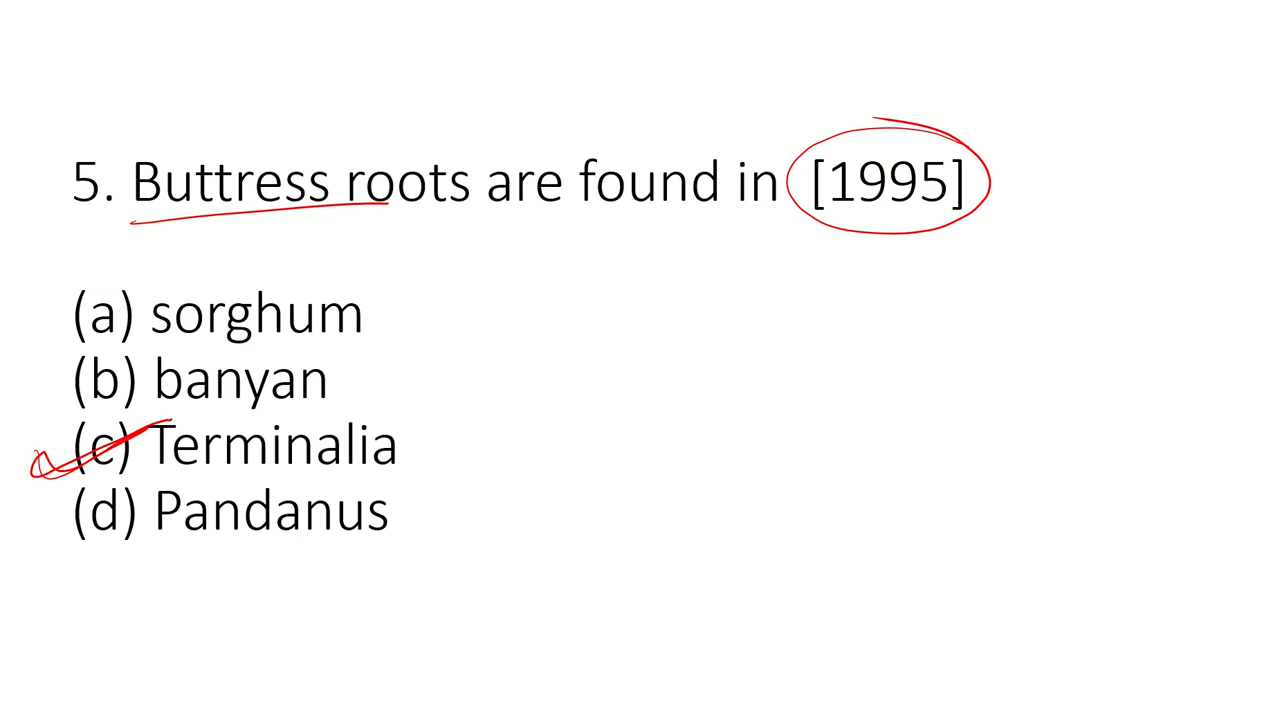 5. Buttress roots are found in [1995]
(a) sorghum
(b) banyan
(c) Terminalia
(d) Pandanus